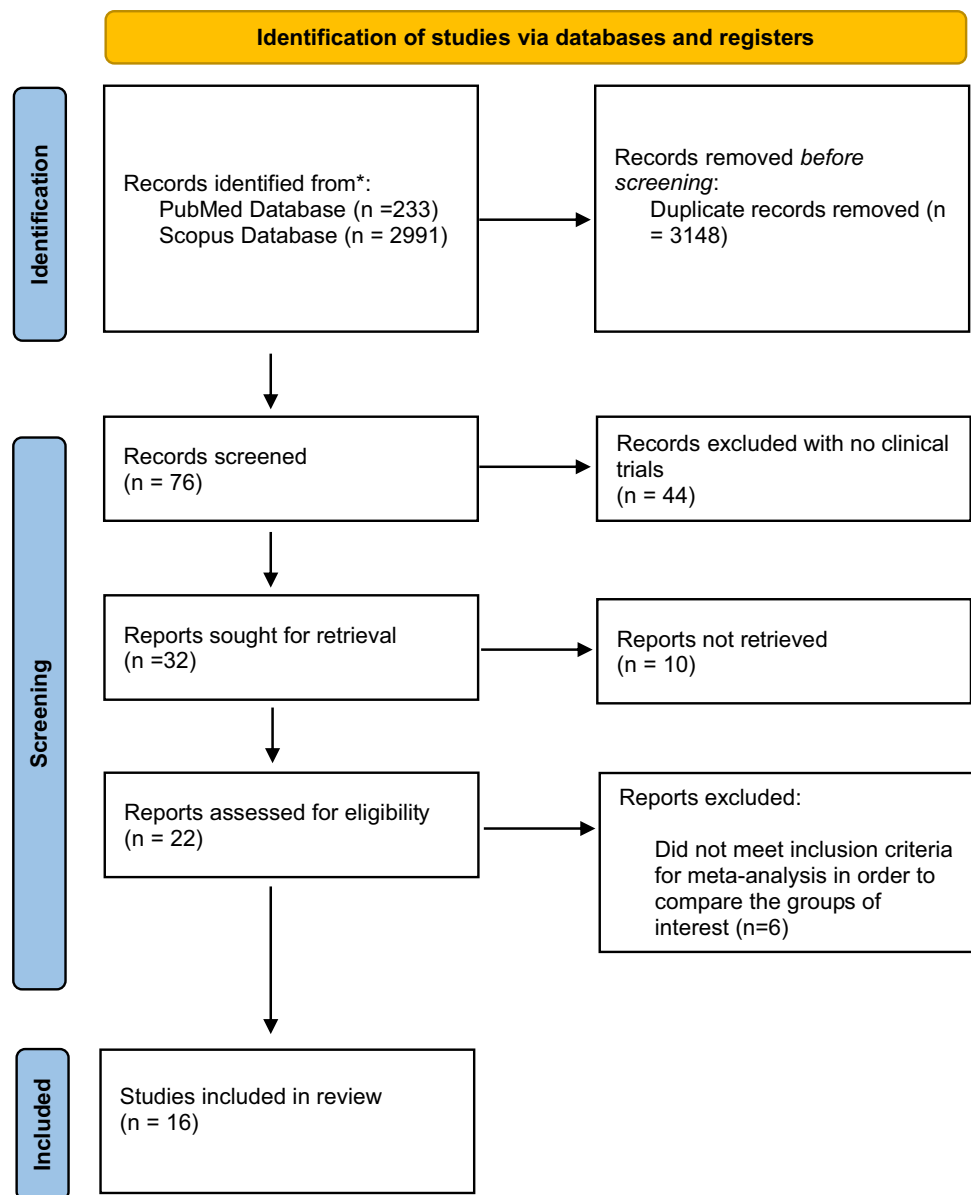 Identification of studies via databases and registers
Identification
Records identified from*:
PubMed Database (n =233)
Scopus Database (n = 2991)
Records removed before
screening:
Duplicate records removed (n
= 3148)
Screening
Records screened
(n = 76)
Records excluded with no clinical
trials
(n = 44)
Reports sought for retrieval
(n =32)
Reports not retrieved
(n = 10)
Reports assessed for eligibility
(n = 22)
Reports excluded:
Did not meet inclusion criteria
for meta-analysis in order to
compare the groups of
interest (n=6)
Included
Studies included in review
(n = 16)